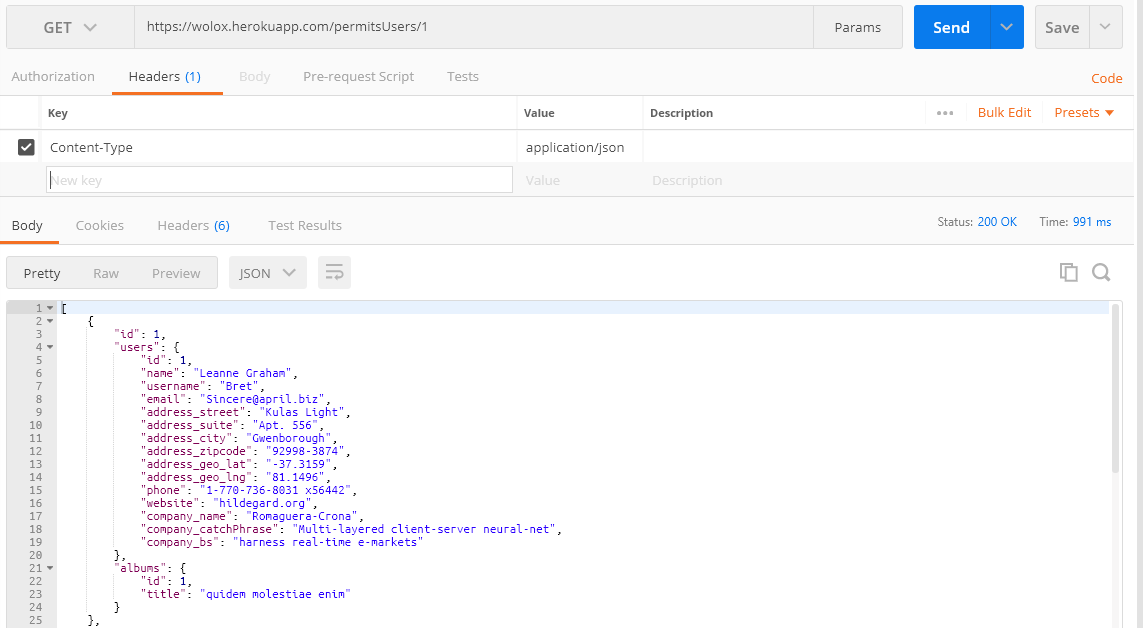 GET https://wolox.herokuapp.com/permitsUsers/1 Params Send Save
Authorization Headers (1) Body Pre-request Script Tests Code
Key Value Description ••• Bulk Edit Presets
Content-Type application/json
New key Value Description
Body Cookies Headers (6) Test Results Status: 200 OK Time: 991 ms
Pretty Raw Preview JSON
1 [
2 {
3 "id": 1,
4 "users": {
5 "id": 1,
6 "name": "Leanne Graham",
7 "username": "Bret",
8 "email": "Sincere@april.biz",
9 "address_street": "Kulas Light",
10 "address_suite": "Apt. 556",
11 "address_city": "Gwenborough",
12 "address_zipcode": "92998-3874",
13 "address_geo_lat": "-37.3159",
14 "address_geo_lng": "81.1496",
15 "phone": "1-770-736-8031 x56442",
16 "website": "hildegard.org",
17 "company_name": "Romaguera-Crona",
18 "company_catchPhrase": "Multi-layered client-server neural-net",
19 "company_bs": "harness real-time e-markets"
20 },
21 "albums": {
22 "id": 1,
23 "title": "quidem molestiae enim"
24 }
25 },